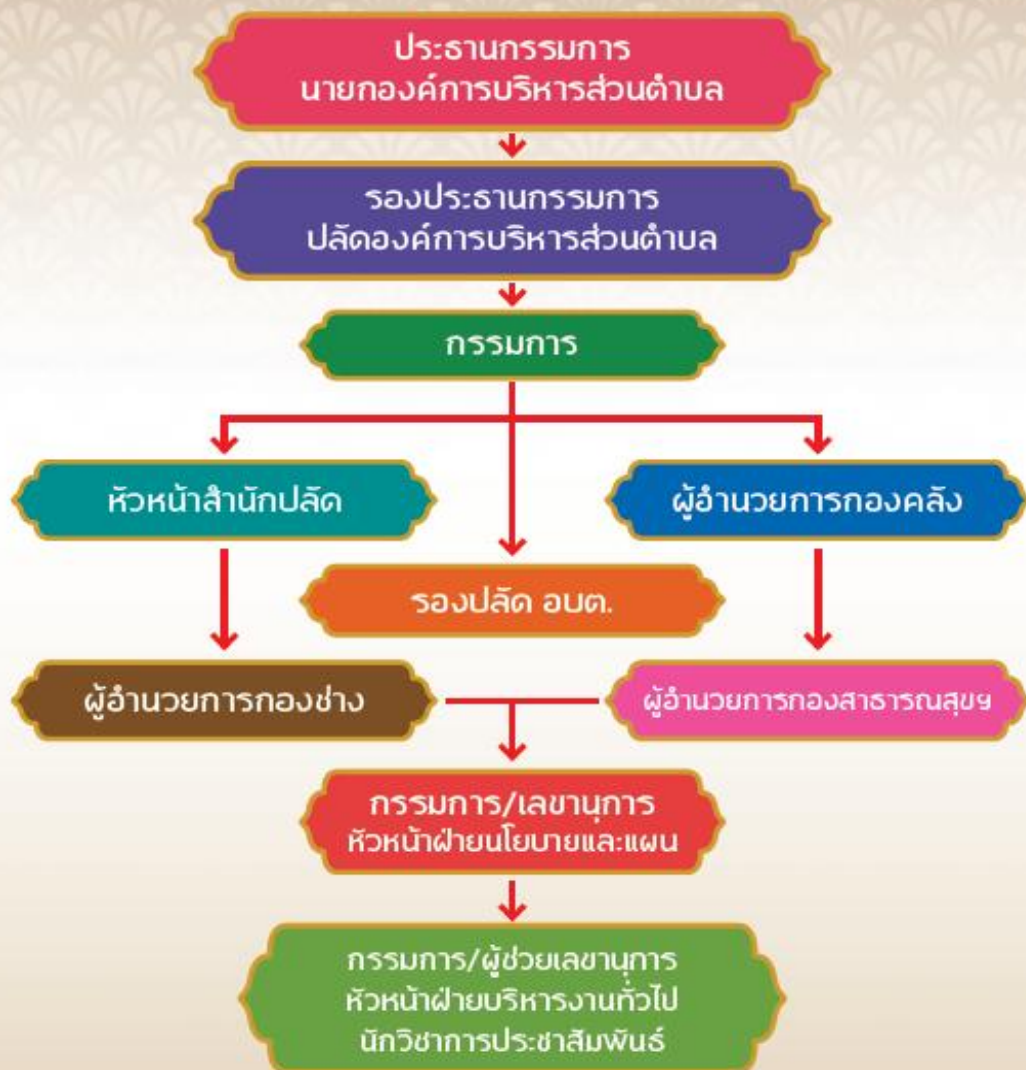 ประธานกรรมการ
นายกองค์การบริหารส่วนตำบล
รองประธานกรรมการ
ปลัดองค์การบริหารส่วนตำบล
กรรมการ
หัวหน้าสำนักปลัด
ผู้อำนวยการกองคลัง
รองปลัด อบต.
ผู้อำนวยการกองช่าง
ผู้อำนวยการกองสาธารณสุขฯ
กรรมการ/เลขานุการ
หัวหน้าฝ่ายนโยบายและแผน
กรรมการ/ผู้ช่วยเลขานุการ
หัวหน้าฝ่ายบริหารงานทั่วไป
นักวิชาการประชาสัมพันธ์